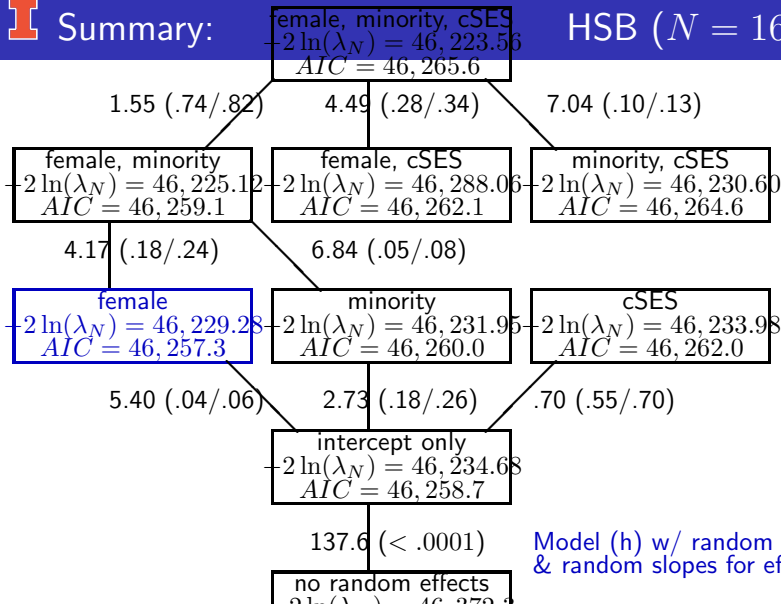 I Summary: HSB (N = 16
female, minority, cSES
−2 ln(λN) = 46, 223.56
AIC = 46, 265.6
1.55 (.74/.82) 4.49 (.28/.34) 7.04 (.10/.13)
female, minority
−2 ln(λN) = 46, 225.12
AIC = 46, 259.1
female, cSES
−2 ln(λN) = 46, 288.06
AIC = 46, 262.1
minority, cSES
−2 ln(λN) = 46, 230.60
AIC = 46, 264.6
4.17 (.18/.24) 6.84 (.05/.08)
female
−2 ln(λN) = 46, 229.28
AIC = 46, 257.3
minority
−2 ln(λN) = 46, 231.95
AIC = 46, 260.0
cSES
−2 ln(λN) = 46, 233.98
AIC = 46, 262.0
5.40 (.04/.06) 2.73 (.18/.26) .70 (.55/.70)
intercept only
−2 ln(λN) = 46, 234.68
AIC = 46, 258.7
137.6 (< .0001)
Model (h) w/ random
& random slopes for ef
no random effects